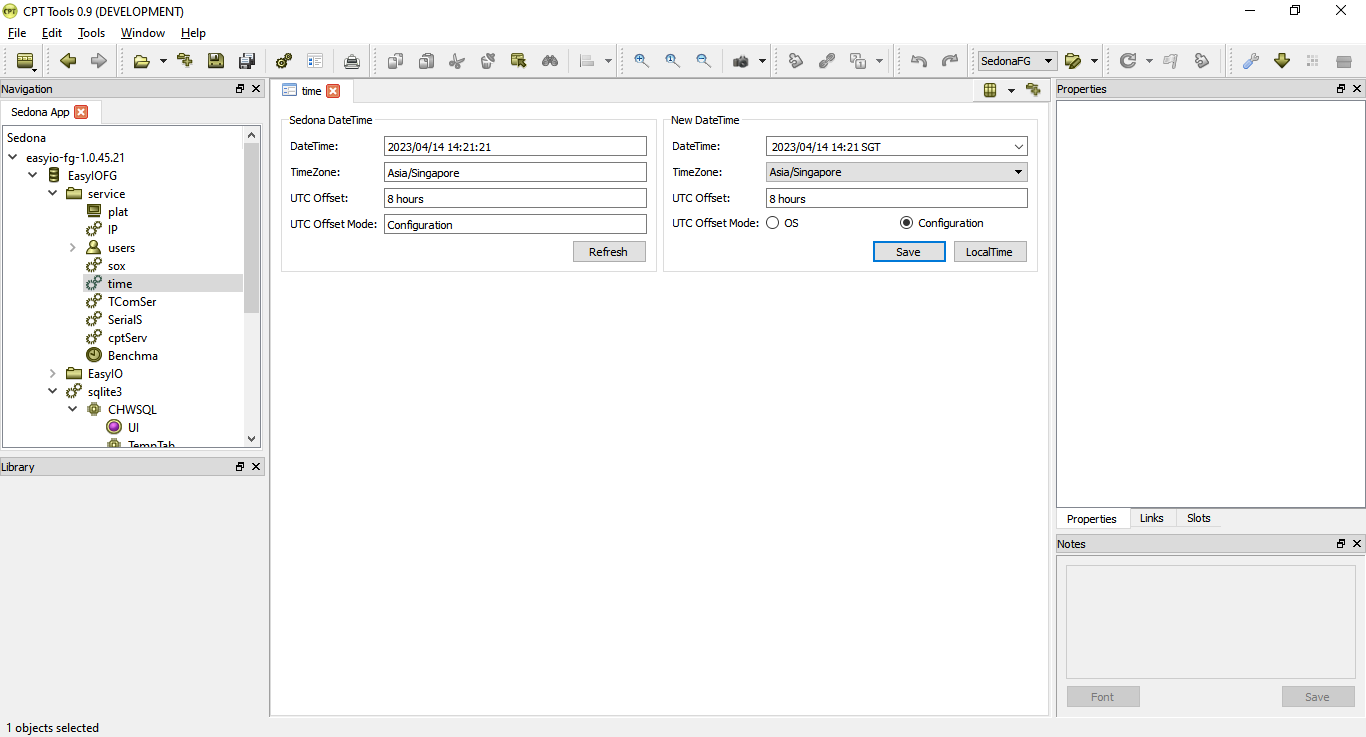 CPT Tools 0.9 (DEVELOPMENT)
File Edit Tools Window Help
SedonaFG
Navigation
Sedona App
Sedona
easyio-fg-1.0.45.21
EasyIOFG
service
plat
IP
users
sox
time
TComSer
SerialS
cptServ
Benchma
EasyIO
sqlite3
CHWSQL
UI
TempTab
Library
time
Sedona DateTime
DateTime: 2023/04/14 14:21:21
TimeZone: Asia/Singapore
UTC Offset: 8 hours
UTC Offset Mode: Configuration
Refresh
New DateTime
DateTime: 2023/04/14 14:21 SGT
TimeZone: Asia/Singapore
UTC Offset: 8 hours
UTC Offset Mode: OS Configuration
Save LocalTime
Properties
Properties Links Slots
Notes
Font Save
1 objects selected